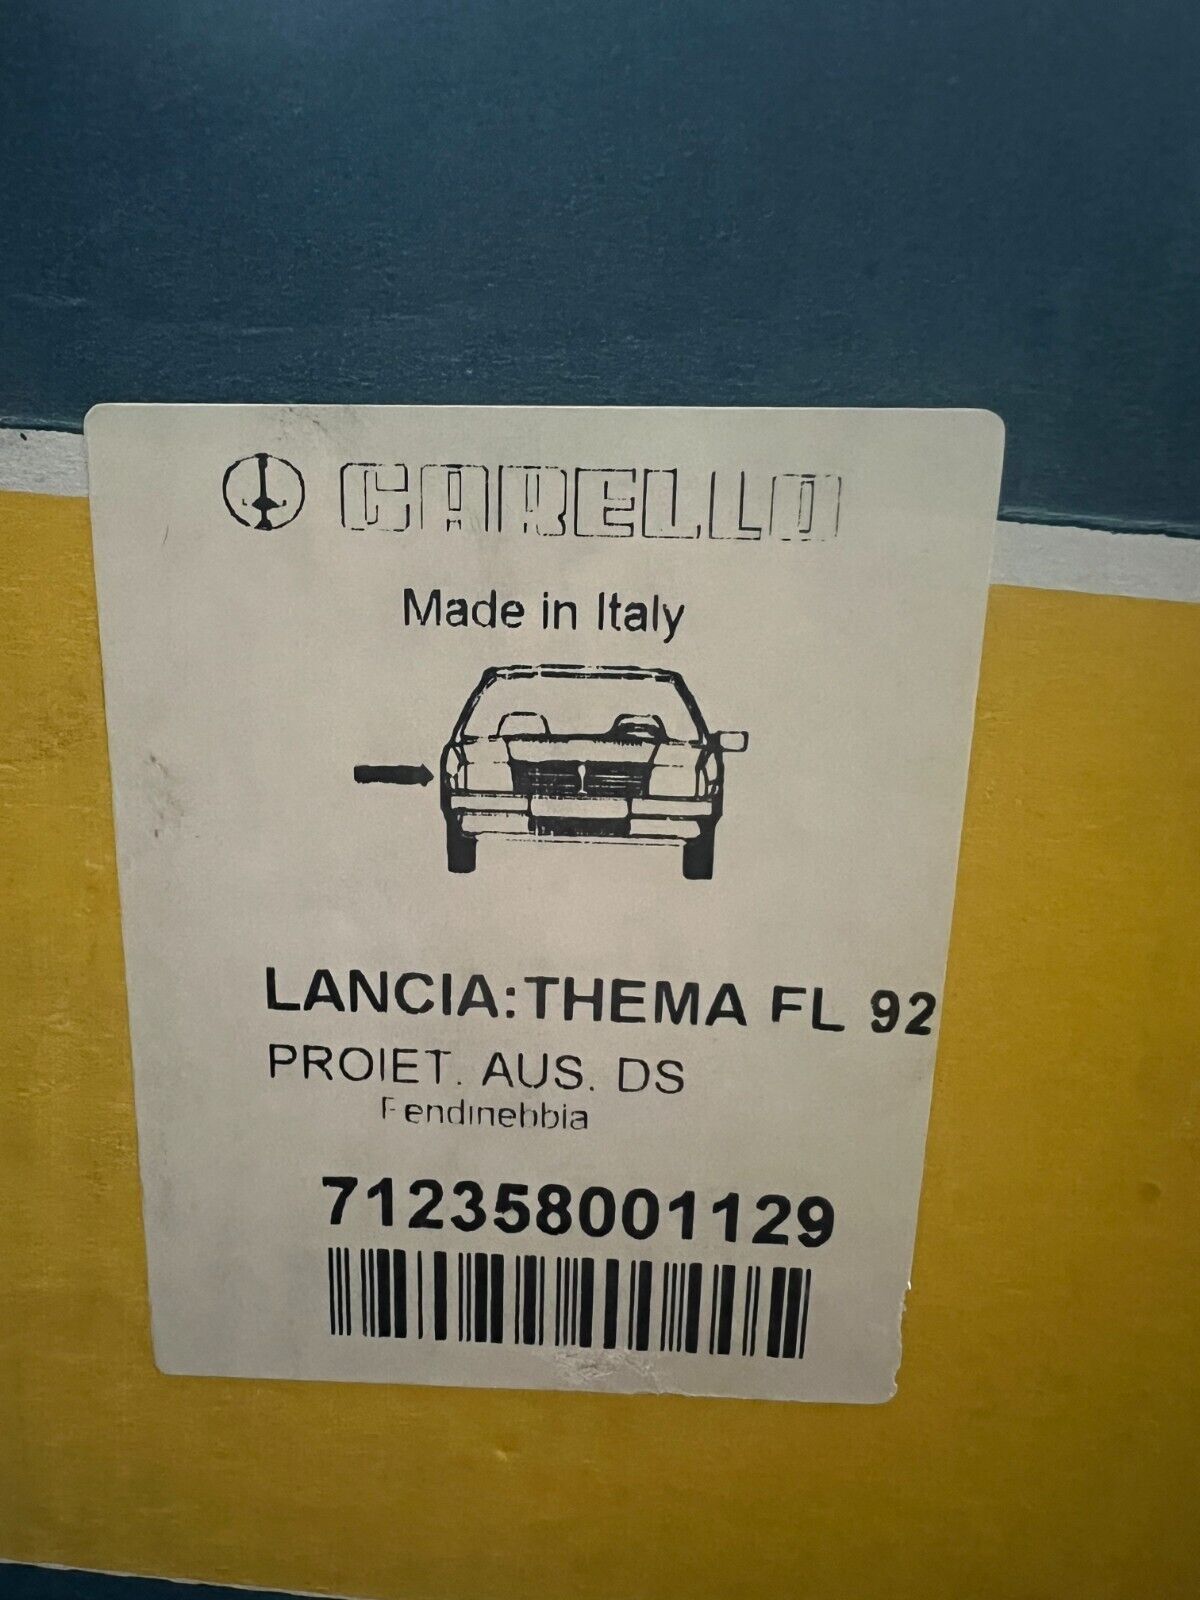 CARELLO
Made in Italy
LANCIA:THEMA FL 92
PROIET. AUS. DS
Fendinebbia
712358001129